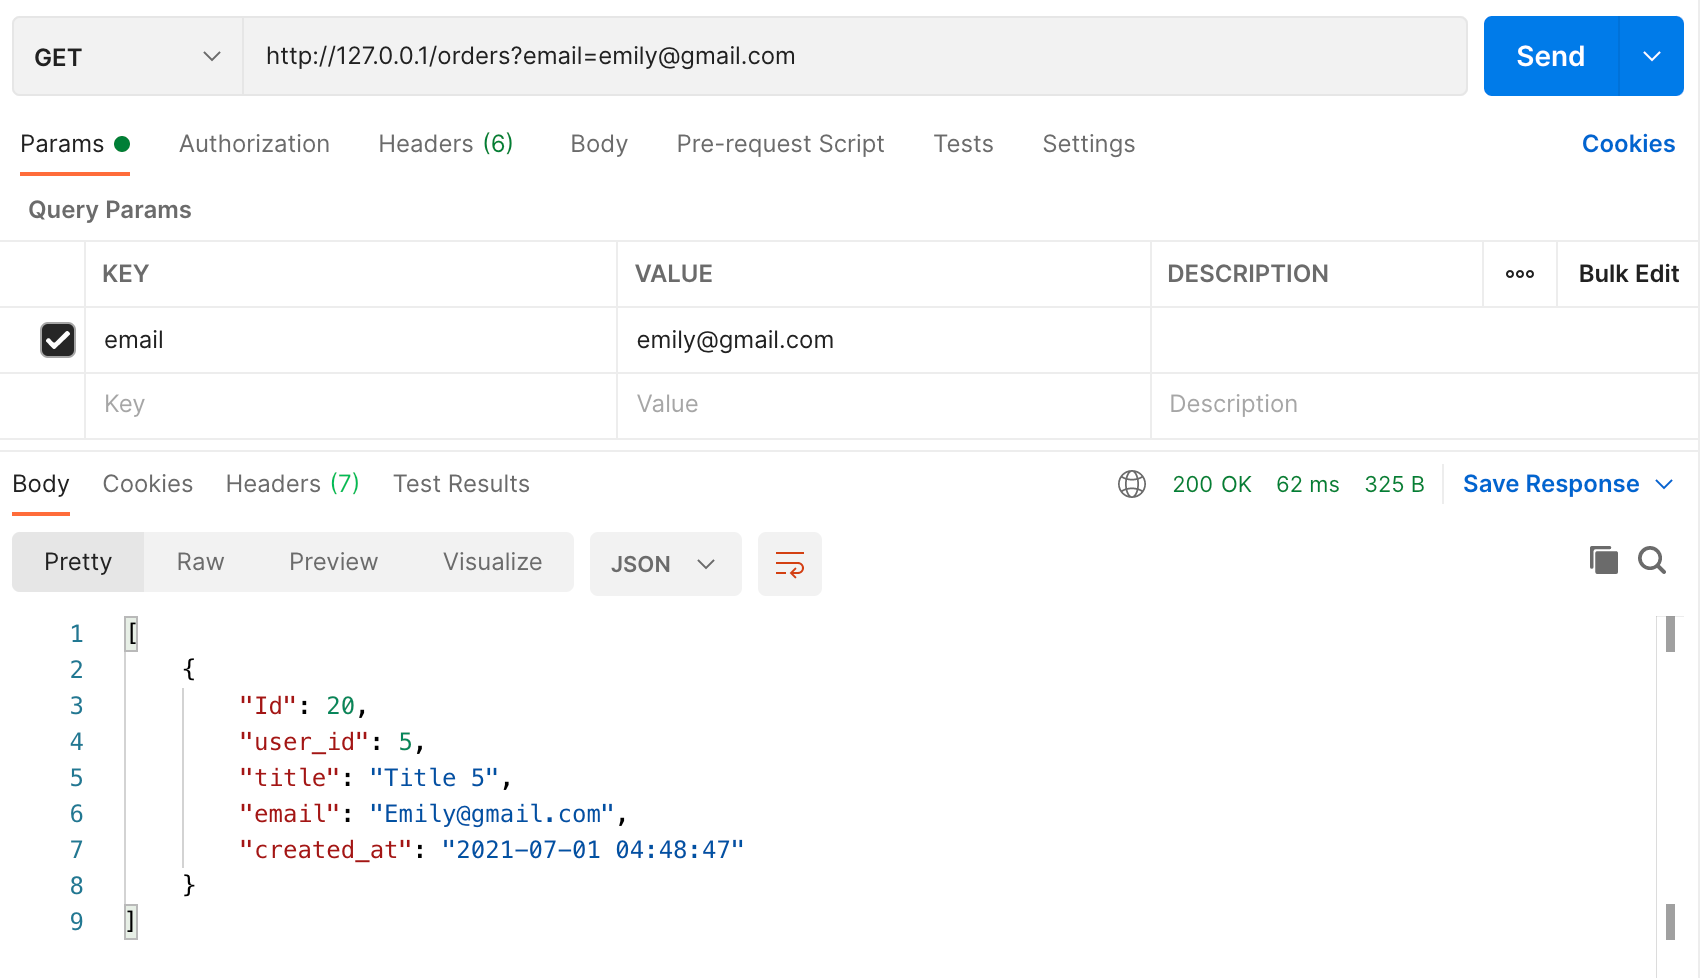 GET http://127.0.0.1/orders?email=emily@gmail.com Send
Params Authorization Headers (6) Body Pre-request Script Tests Settings Cookies
Query Params
KEY VALUE DESCRIPTION ooo Bulk Edit
email emily@gmail.com
Key Value Description
Body Cookies Headers (7) Test Results 200 OK 62 ms 325 B Save Response
Pretty Raw Preview Visualize JSON
1 [
2 {
3 "Id": 20,
4 "user_id": 5,
5 "title": "Title 5",
6 "email": "Emily@gmail.com",
7 "created_at": "2021-07-01 04:48:47"
8 }
9 ]